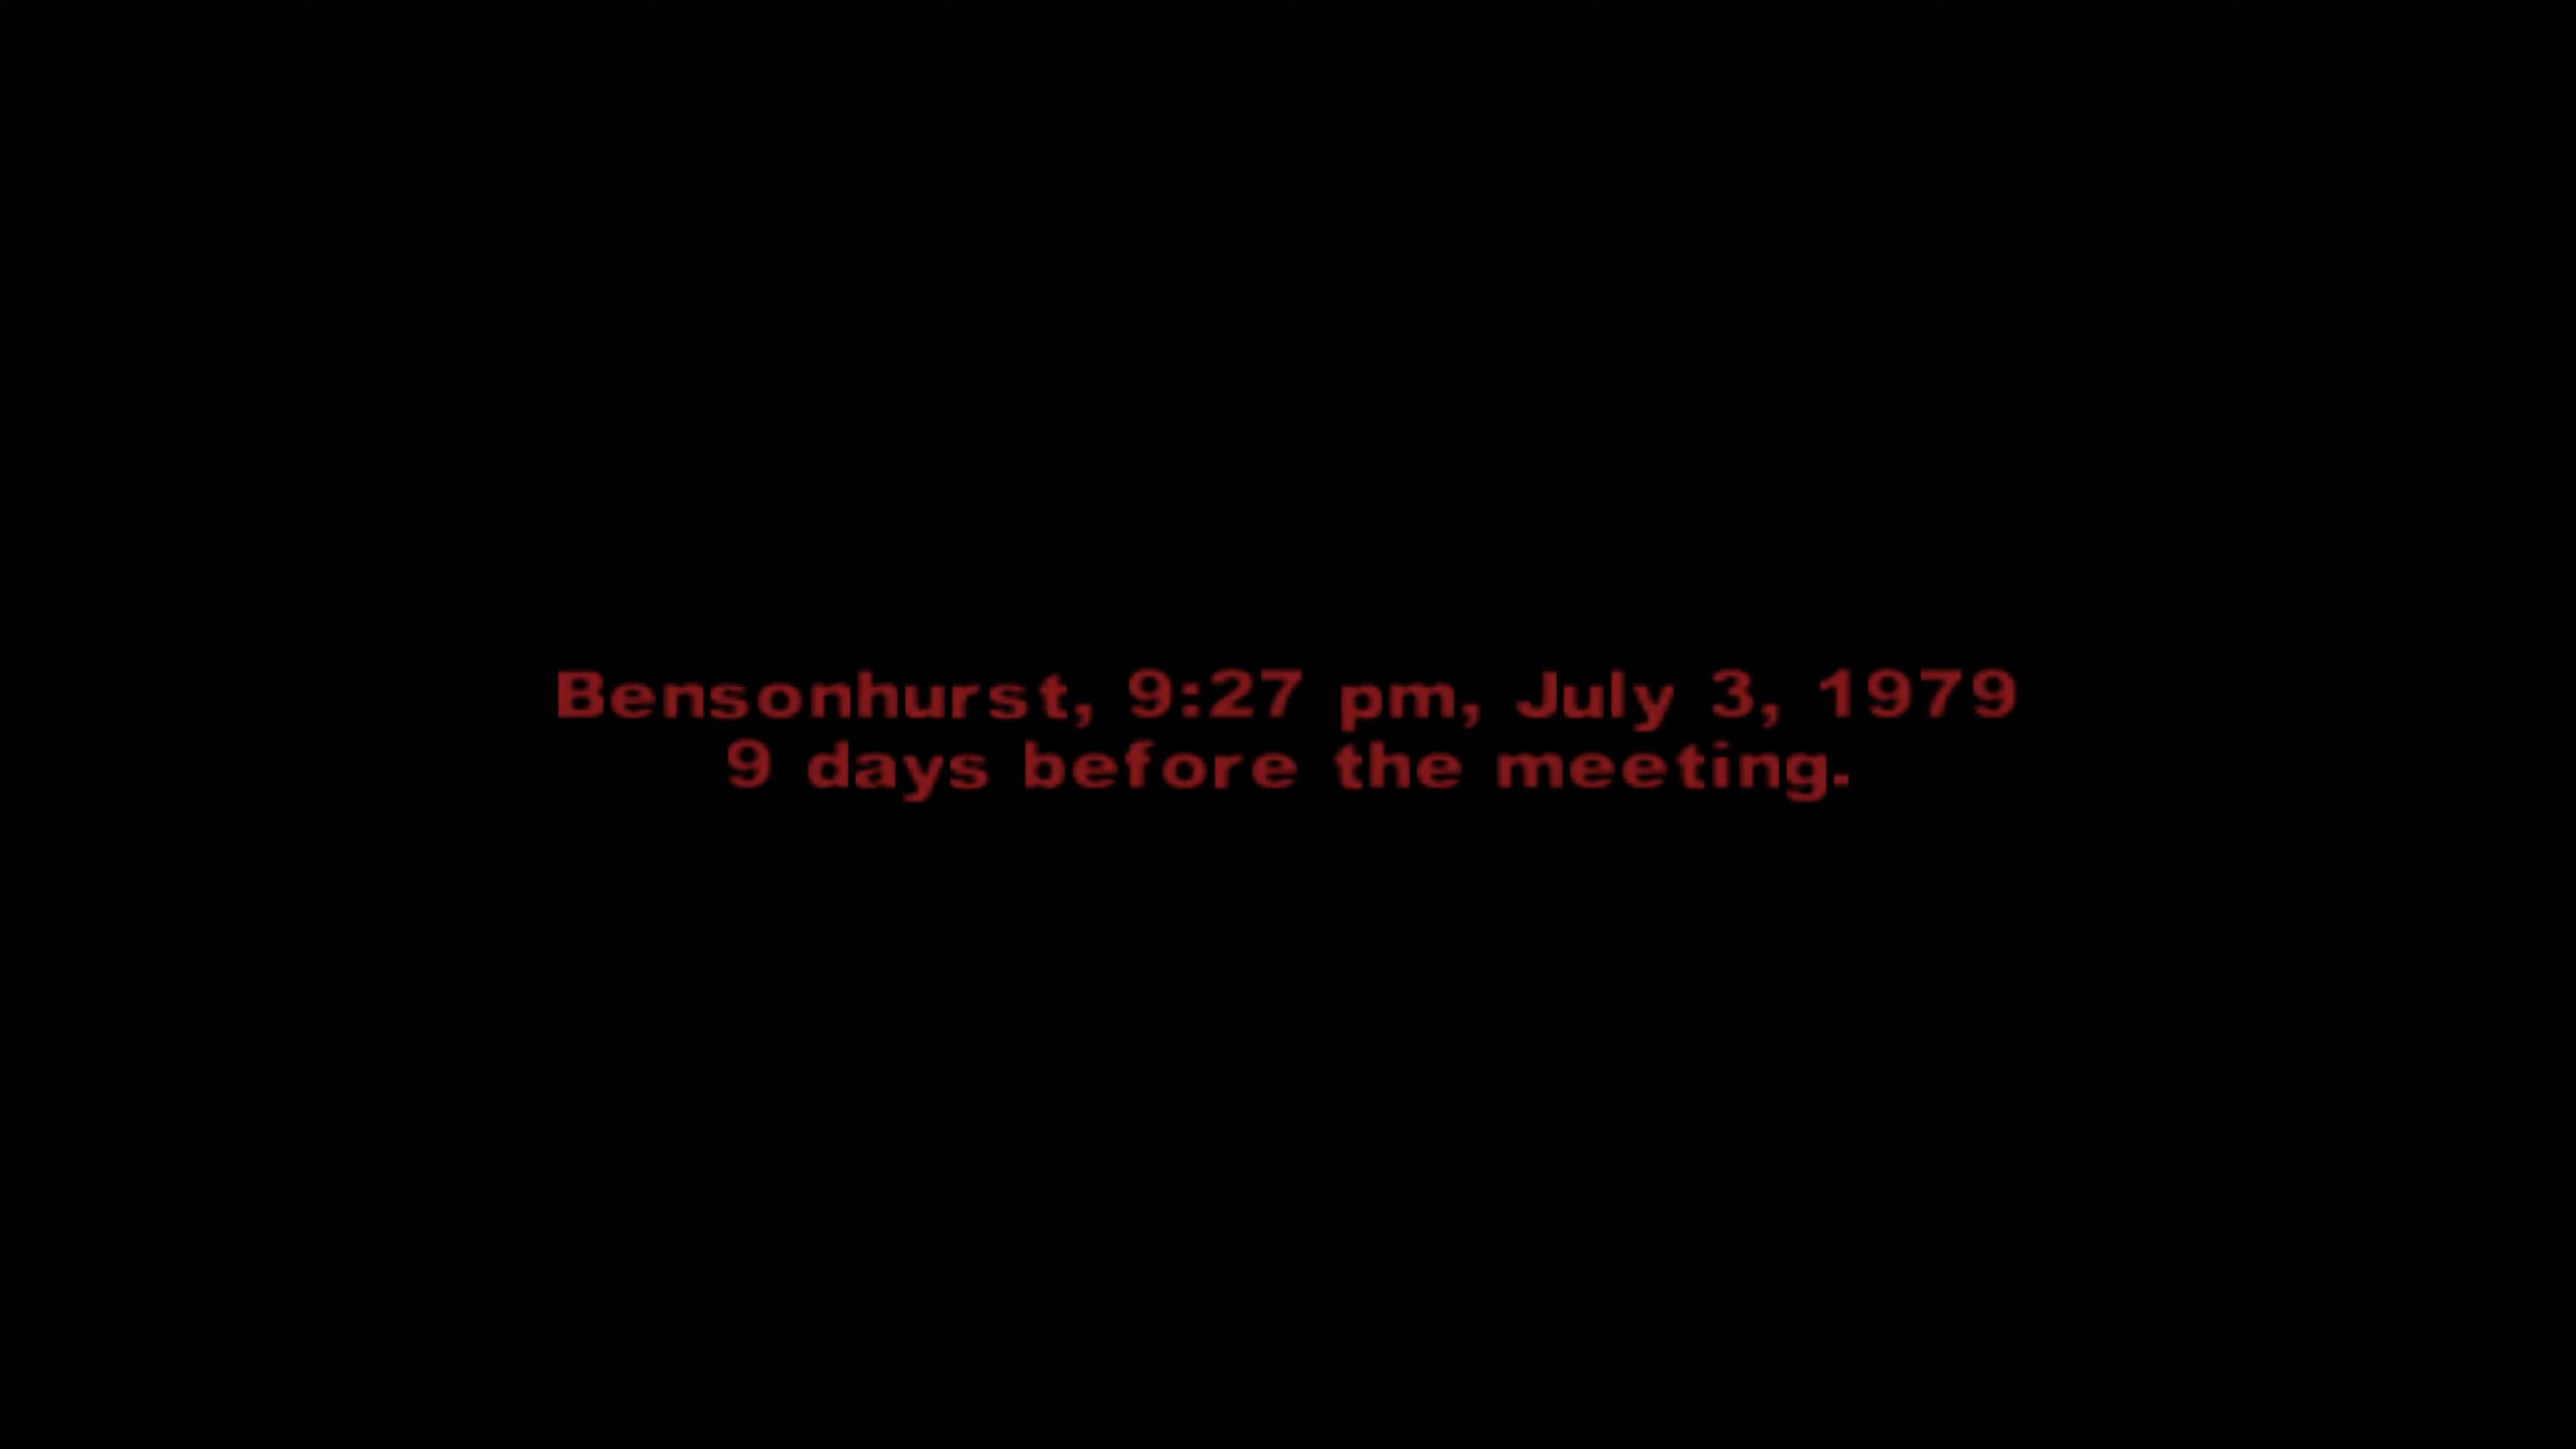 Bensonhurst, 9:27 pm, July 3, 1979
9 days before the meeting.